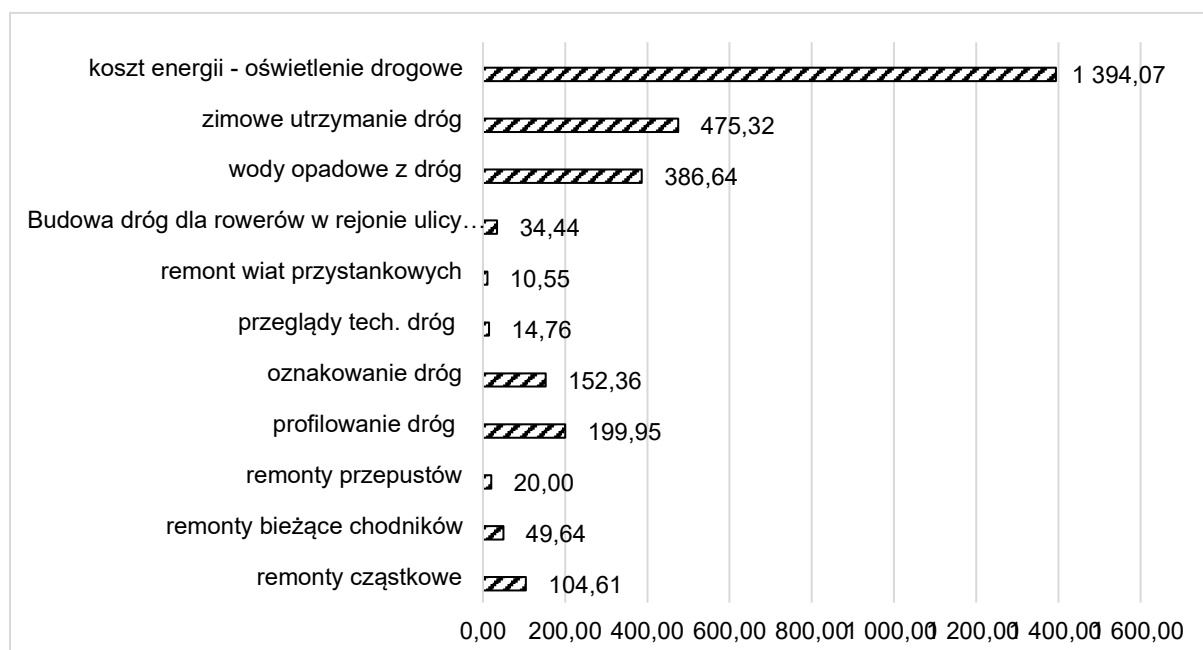 koszt energii - oświetlenie drogowe 1 394,07
zimowe utrzymanie dróg 475,32
wody opadowe z dróg 386,64
Budowa dróg dla rowerów w rejonie ulicy… 34,44
remont wiat przystankowych 10,55
przeglądy tech. dróg 14,76
oznakowanie dróg 152,36
profilowanie dróg 199,95
remonty przepustów 20,00
remonty bieżące chodników 49,64
remonty cząstkowe 104,61
0,00 200,00 400,00 600,00 800,00 1 000,00 1 200,00 1 400,00 1 600,00